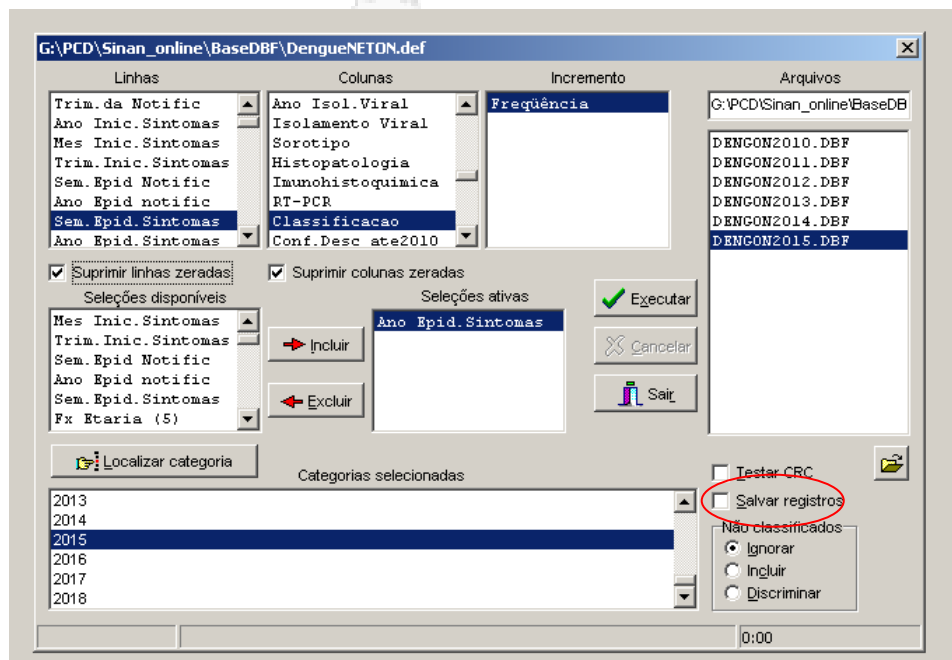 G:\PCD\Sinan_online\BaseDBF\DengueNETON.def
Linhas
Colunas
Incremento
Arquivos
Trim.da Notific
Ano Inic.Sintomas
Mes Inic.Sintomas
Trim.Inic.Sintomas
Sem.Epid Notific
Ano Epid notific
Sem.Epid.Sintomas
Ano Epid.Sintomas
Ano Isol.Viral
Isolamento Viral
Sorotipo
Histopatologia
Imunohistoquimica
RT-PCR
Classificacao
Conf.Desc ate2010
Freqüência
G:\PCD\Sinan_online\BaseDB
DENGON2010.DBF
DENGON2011.DBF
DENGON2012.DBF
DENGON2013.DBF
DENGON2014.DBF
DENGON2015.DBF
Suprimir linhas zeradas
Suprimir colunas zeradas
Seleções disponíveis
Seleções ativas
Mes Inic.Sintomas
Trim.Inic.Sintomas
Sem.Epid Notific
Ano Epid notific
Sem.Epid.Sintomas
Fx Etaria (5)
Incluir
Excluir
Ano Epid.Sintomas
Executar
Cancelar
Sair
Localizar categoria
Categorias selecionadas
2013
2014
2015
2016
2017
2018
Testar CRC
Salvar registros
Não classificados
Ignorar
Incluir
Discriminar
0:00